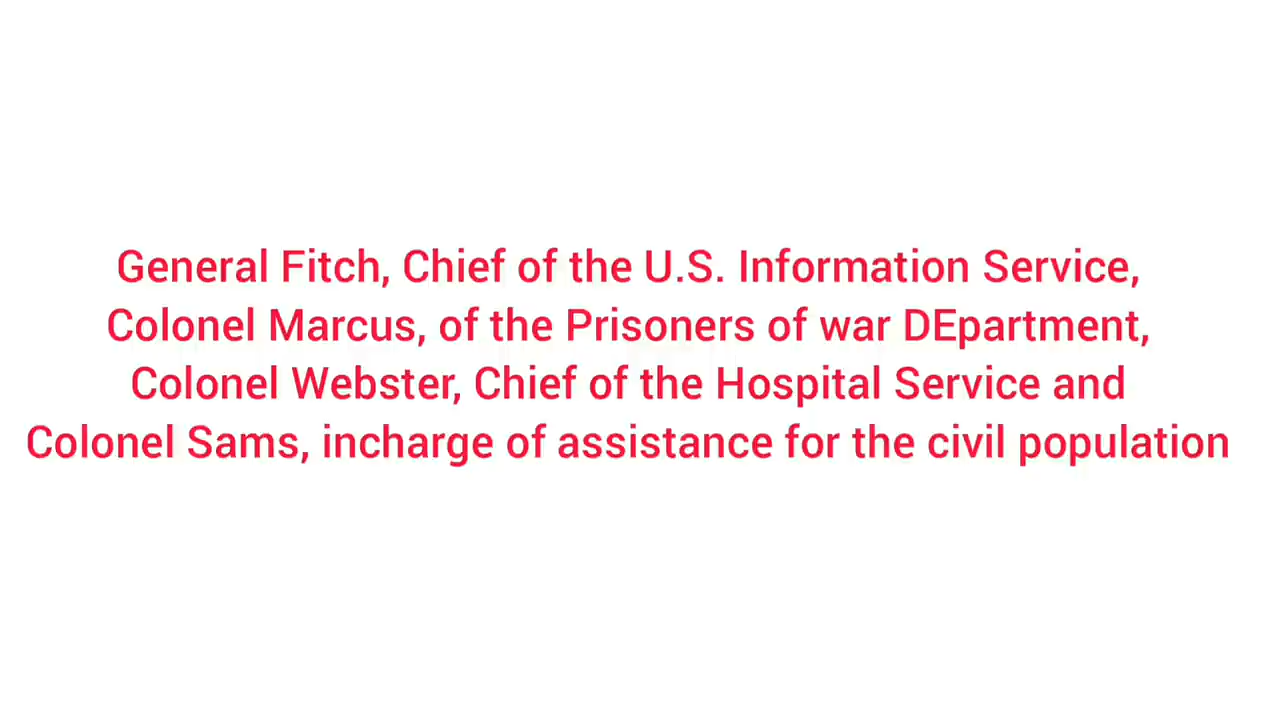 General Fitch, Chief of the U.S. Information Service,
Colonel Marcus, of the Prisoners of war DEpartment,
Colonel Webster, Chief of the Hospital Service and
Colonel Sams, incharge of assistance for the civil population